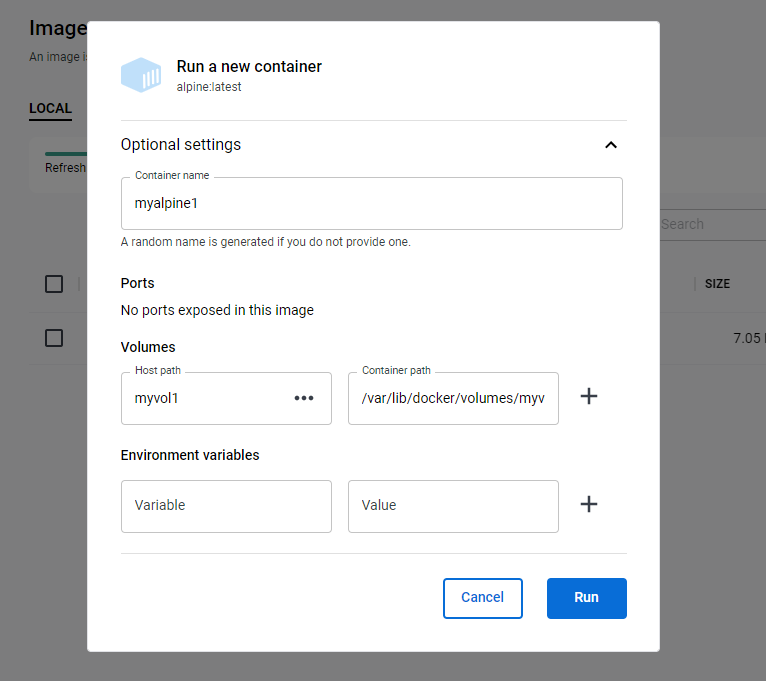 Image
An image i
LOCAL
Refresh
Search
SIZE
7.05
Run a new container
alpine:latest
Optional settings
Container name
myalpine1
A random name is generated if you do not provide one.
Ports
No ports exposed in this image
Volumes
Host path
myvol1
Container path
/var/lib/docker/volumes/myv
Environment variables
Variable
Value
Cancel
Run